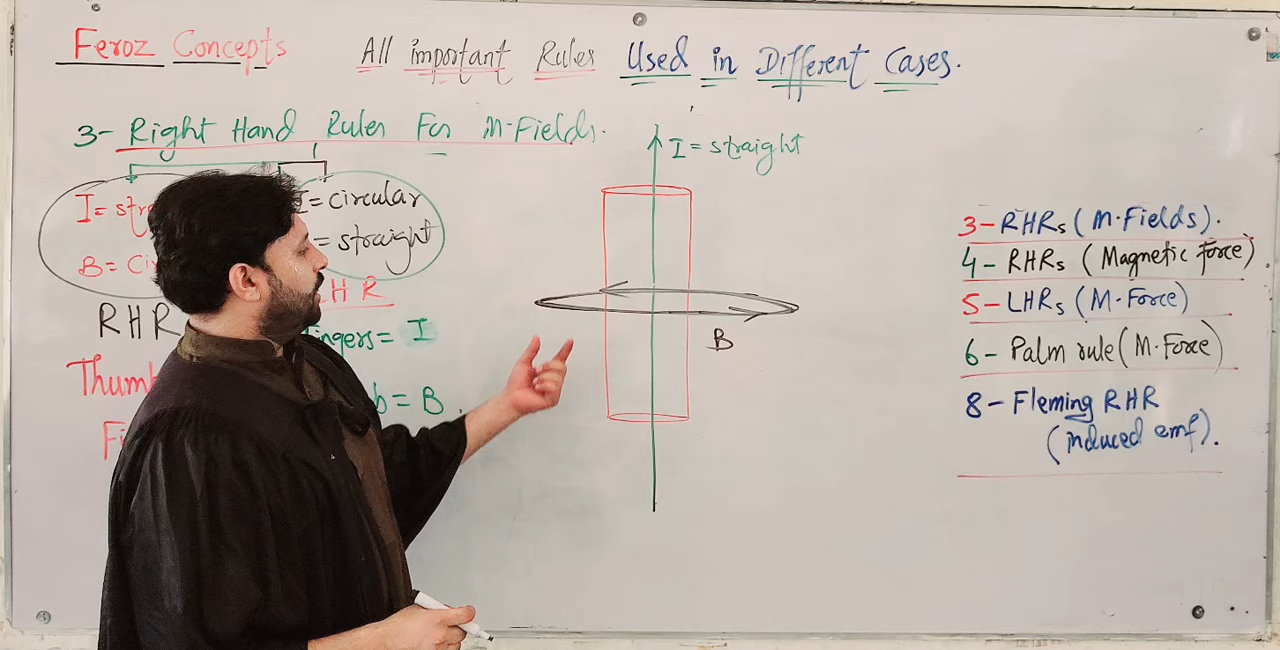 Feroz Concepts
All important Rules Used in Different Cases.
3- Right Hand Rules For M-Fields.
I = circular
= straight
B =
RHR
HR
ingers = I
Thumb
b = B.
I = straight
B
3- RHRs (M.Fields).
4- RHRs (Magnetic force)
5- LHRs (M-Force)
6- Palm rule (M.Force)
8- Fleming RHR
(induced emf).